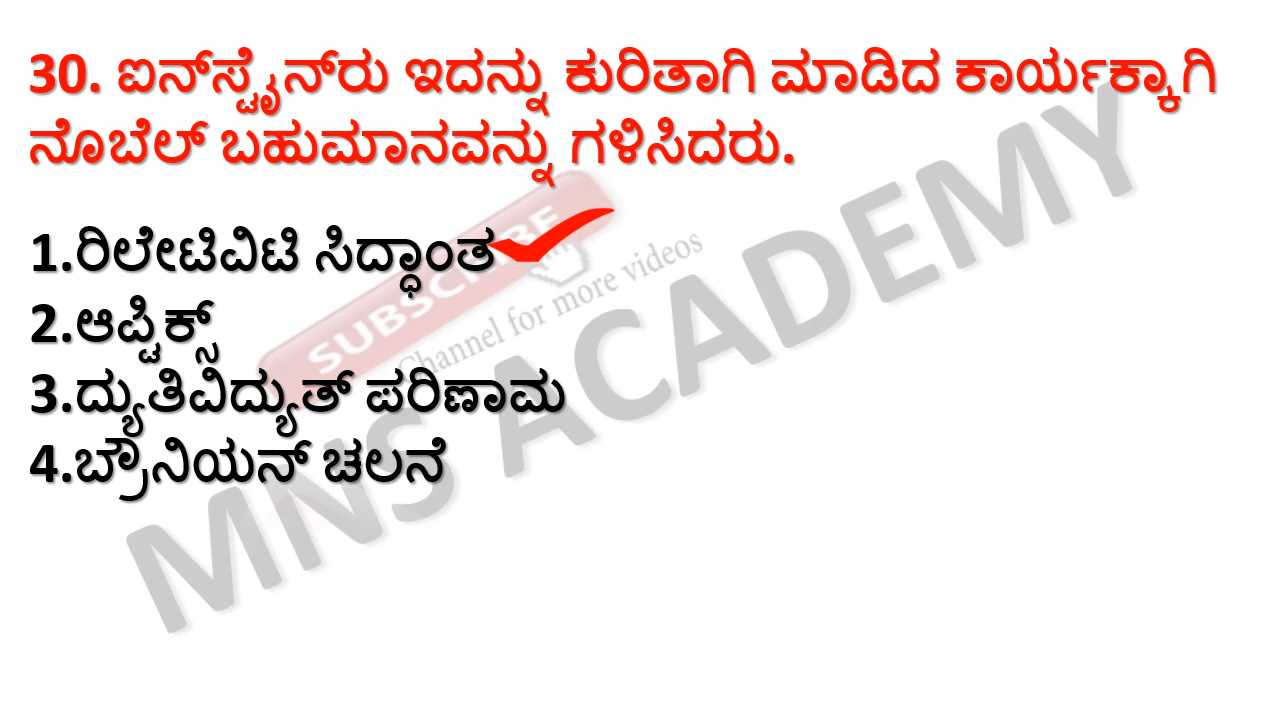 30. ಐನ್‌ಸ್ಟೈನ್‌ರು ಇದನ್ನು ಕುರಿತಾಗಿ ಮಾಡಿದ ಕಾರ್ಯಕ್ಕಾಗಿ
ನೊಬೆಲ್ ಬಹುಮಾನವನ್ನು ಗಳಿಸಿದರು.
1.ರಿಲೇಟಿವಿಟಿ ಸಿದ್ಧಾಂತ
2.ಆಪ್ಟಿಕ್ಸ್
3.ದ್ಯುತಿವಿದ್ಯುತ್ ಪರಿಣಾಮ
4.ಬ್ರೌನಿಯನ್ ಚಲನೆ
SUBSCRIBE
Channel for more videos
MNS ACADEMY